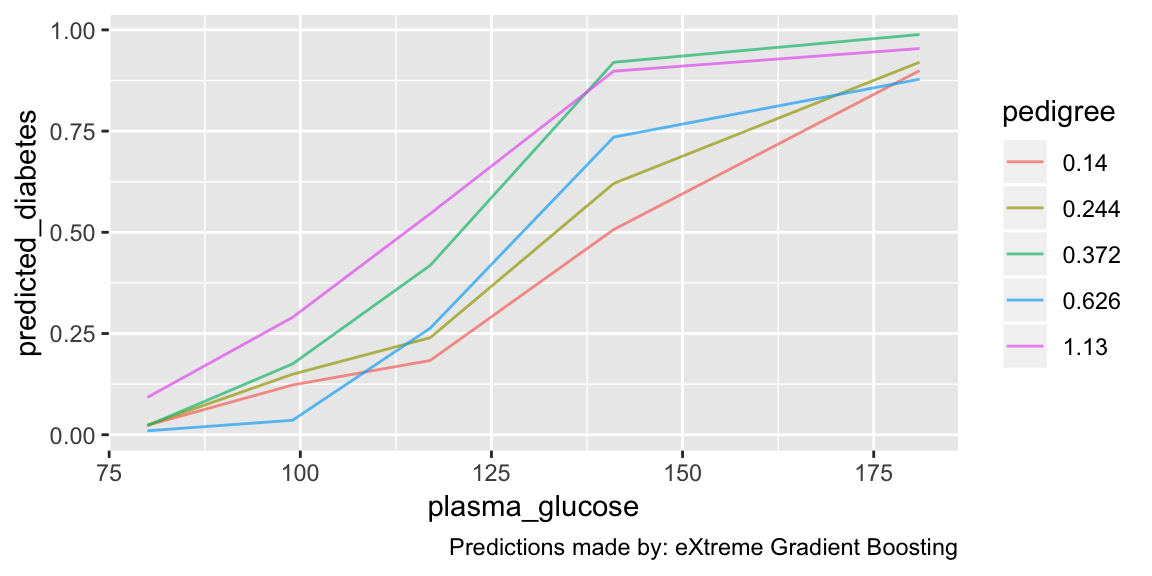 predicted_diabetes
1.00
0.75
0.50
0.25
0.00
75 100 125 150 175
plasma_glucose
Predictions made by: eXtreme Gradient Boosting
pedigree
0.14
0.244
0.372
0.626
1.13